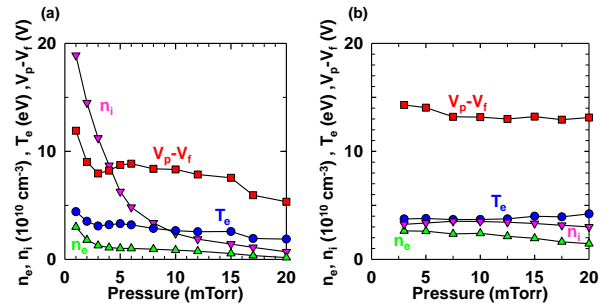 (a)
n_e, n_i (10^10 cm^-3), T_e (eV), V_p-V_f (V)
20
10
0
n_i
V_p-V_f
T_e
n_e
0 5 10 15 20
Pressure (mTorr)
(b)
n_e, n_i (10^10 cm^-3), T_e (eV), V_p-V_f (V)
20
10
0
V_p-V_f
T_e
n_e
n_i
0 5 10 15 20
Pressure (mTorr)